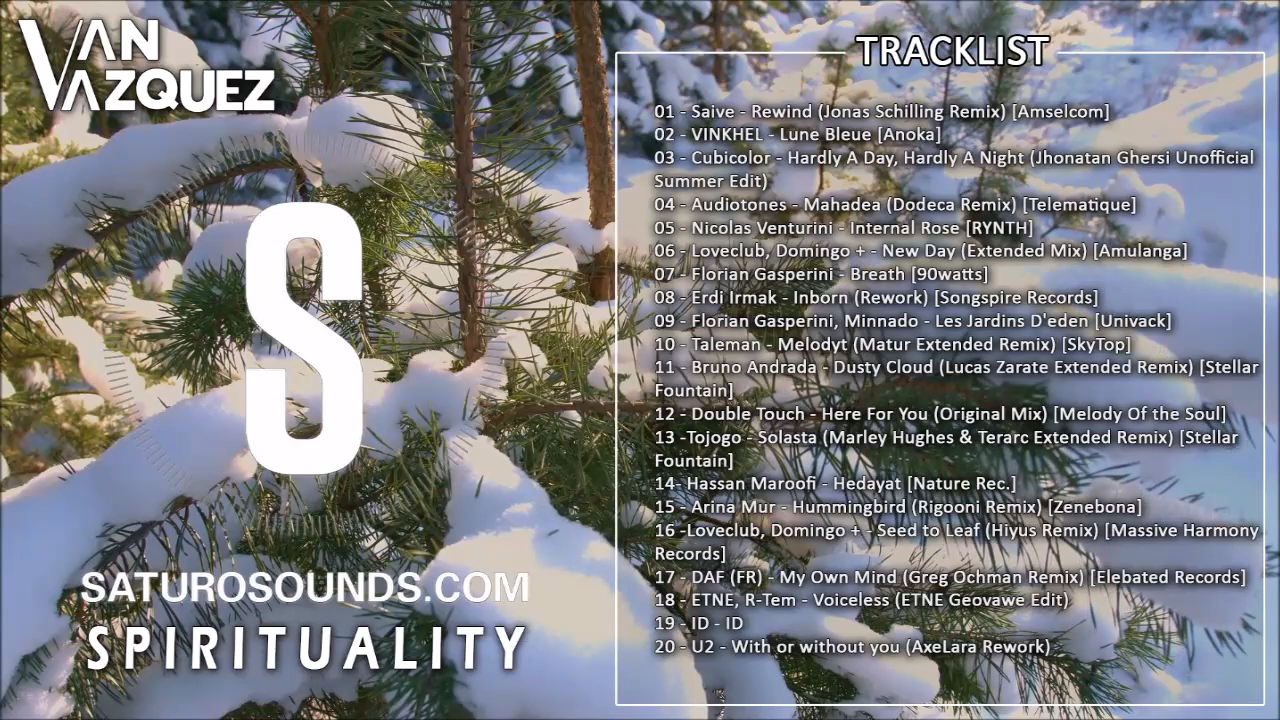 VAN
VAZQUEZ
S
SATUROSOUNDS.COM
SPIRITUALITY
TRACKLIST
01 - Saive - Rewind (Jonas Schilling Remix) [Amselcom]
02 - VINKHEL - Lune Bleue [Anoka]
03 - Cubicolor - Hardly A Day, Hardly A Night (Jhonatan Ghersi Unofficial
Summer Edit)
04 - Audiotones - Mahadea (Dodeca Remix) [Telematique]
05 - Nicolas Venturini - Internal Rose [RYNTH]
06 - Loveclub, Domingo + - New Day (Extended Mix) [Amulanga]
07 - Florian Gasperini - Breath [90watts]
08 - Erdi Irmak - Inborn (Rework) [Songspire Records]
09 - Florian Gasperini, Minnado - Les Jardins D'eden [Univack]
10 - Taleman - Melodyt (Matur Extended Remix) [SkyTop]
11 - Bruno Andrada - Dusty Cloud (Lucas Zarate Extended Remix) [Stellar
Fountain]
12 - Double Touch - Here For You (Original Mix) [Melody Of the Soul]
13 -Tojogo - Solasta (Marley Hughes & Terarc Extended Remix) [Stellar
Fountain]
14- Hassan Maroofi - Hedayat [Nature Rec.]
15 - Arina Mur - Hummingbird (Rigooni Remix) [Zenebona]
16 -Loveclub, Domingo + - Seed to Leaf (Hiyus Remix) [Massive Harmony
Records]
17 - DAF (FR) - My Own Mind (Greg Ochman Remix) [Elebated Records]
18 - ETNE, R-Tem - Voiceless (ETNE Geovawe Edit)
19 - ID - ID
20 - U2 - With or without you (AxeLara Rework)